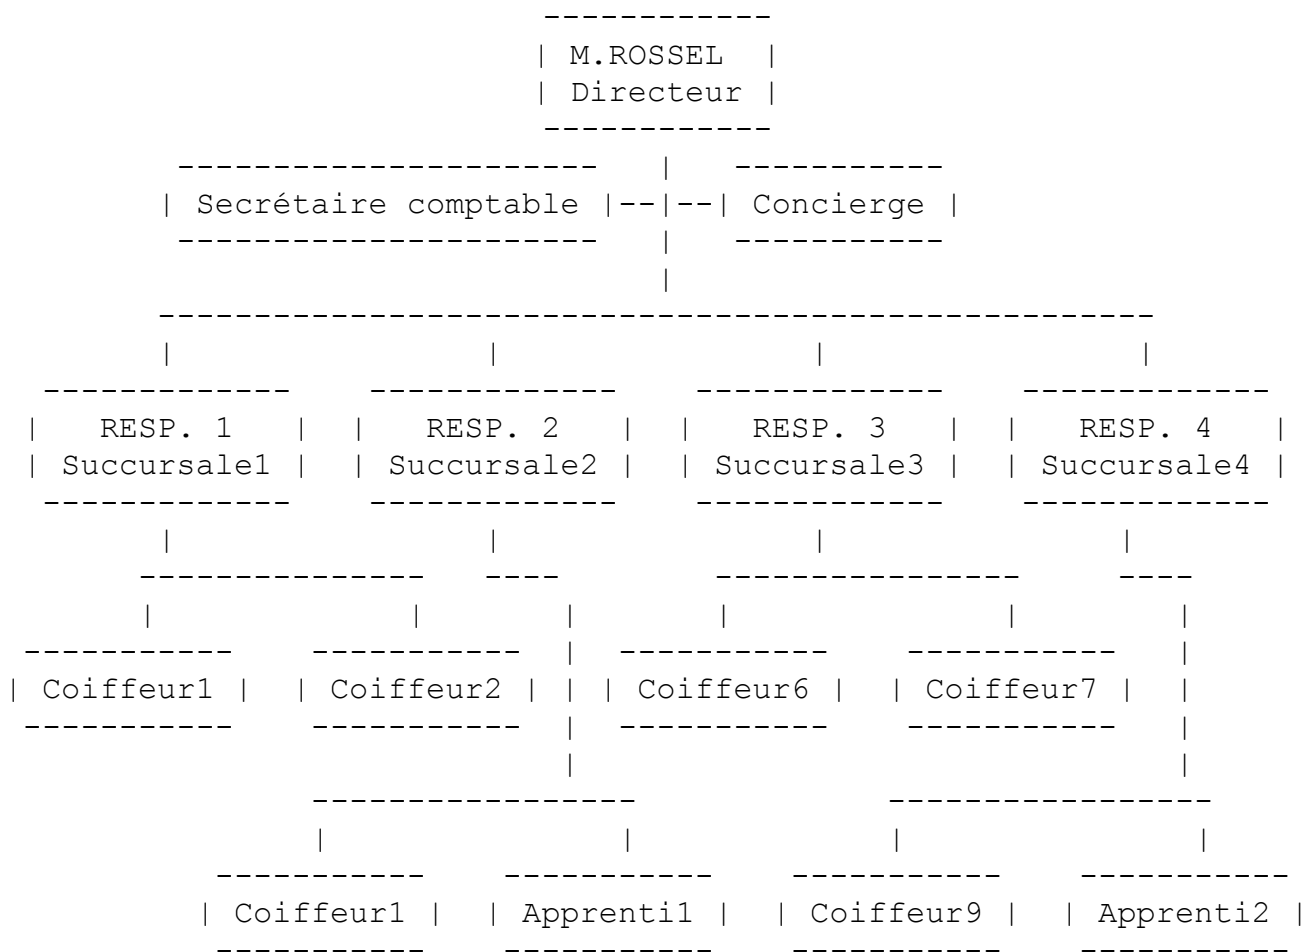 M.ROSSEL
Directeur
Secrétaire comptable Concierge
RESP. 1 RESP. 2 RESP. 3 RESP. 4
Succursale1 Succursale2 Succursale3 Succursale4
Coiffeur1 Coiffeur2 Coiffeur6 Coiffeur7
Coiffeur1 Apprenti1 Coiffeur9 Apprenti2